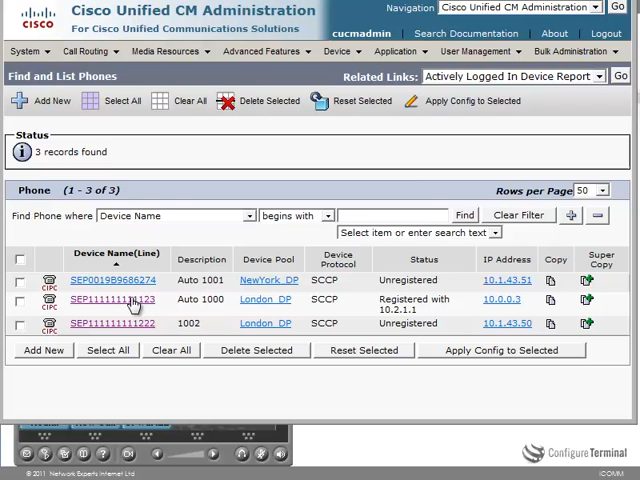 CISCO
Cisco Unified CM Administration
For Cisco Unified Communications Solutions
Navigation Cisco Unified CM Administration Go
cucmadmin Search Documentation About Logout
System Call Routing Media Resources Advanced Features Device Application User Management Bulk Administration
Find and List Phones
Related Links: Actively Logged In Device Report Go
Add New Select All Clear All Delete Selected Reset Selected Apply Config to Selected
Status
3 records found
Phone (1 - 3 of 3) Rows per Page 50
Find Phone where Device Name begins with Find Clear Filter
Select item or enter search text
Device Name(Line) Description Device Pool Device Protocol Status IP Address Copy Super Copy
CIPC SEP0019B9686274 Auto 1001 NewYork_DP SCCP Unregistered 10.1.43.51
CIPC SEP111111111123 Auto 1000 London_DP SCCP Registered with 10.2.1.1 10.0.0.3
CIPC SEP111111111222 1002 London_DP SCCP Unregistered 10.1.43.50
Add New Select All Clear All Delete Selected Reset Selected Apply Config to Selected
ConfigureTerminal
© 2011 Network Experts Internet Ltd
iCOMM